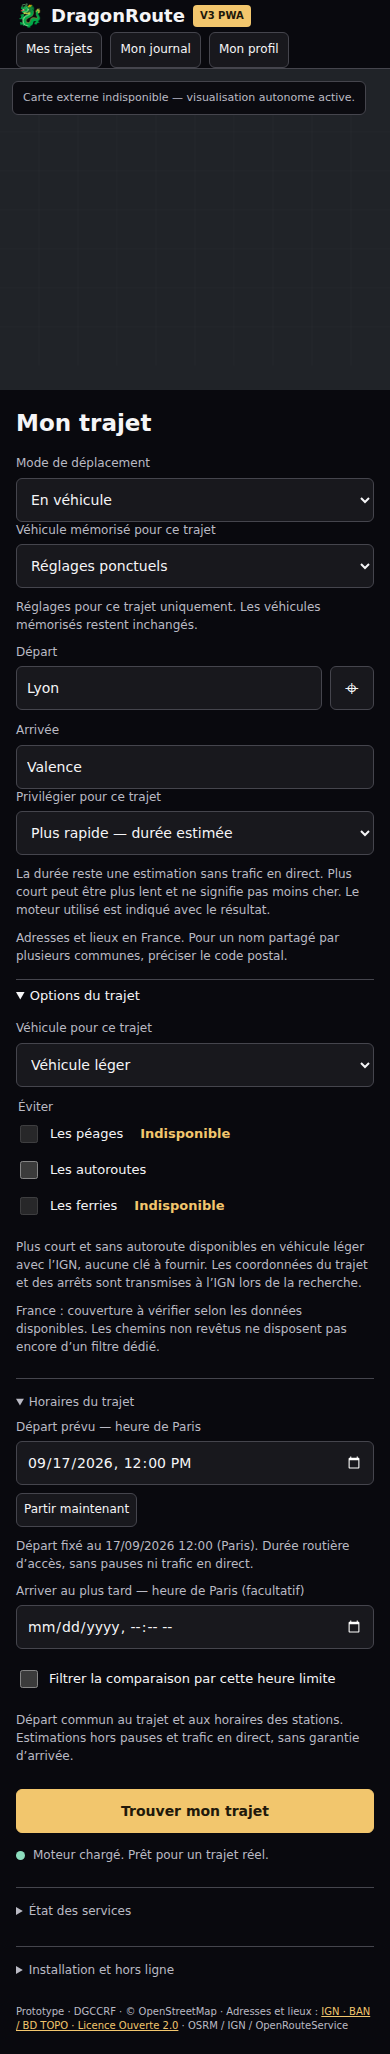 DragonRoute V3 PWA
Mes trajets Mon journal Mon profil
Carte externe indisponible — visualisation autonome active.
Mon trajet
Mode de déplacement
En véhicule
Véhicule mémorisé pour ce trajet
Réglages ponctuels
Réglages pour ce trajet uniquement. Les véhicules
mémorisés restent inchangés.
Départ
Lyon
Arrivée
Valence
Privilégier pour ce trajet
Plus rapide — durée estimée
La durée reste une estimation sans trafic en direct. Plus
court peut être plus lent et ne signifie pas moins cher. Le
moteur utilisé est indiqué avec le résultat.
Adresses et lieux en France. Pour un nom partagé par
plusieurs communes, préciser le code postal.
Options du trajet
Véhicule pour ce trajet
Véhicule léger
Éviter
Les péages Indisponible
Les autoroutes
Les ferries Indisponible
Plus court et sans autoroute disponibles en véhicule léger
avec l’IGN, aucune clé à fournir. Les coordonnées du trajet
et des arrêts sont transmises à l’IGN lors de la recherche.
France : couverture à vérifier selon les données
disponibles. Les chemins non revêtus ne disposent pas
encore d’un filtre dédié.
Horaires du trajet
Départ prévu — heure de Paris
09/17/2026, 12:00 PM
Partir maintenant
Départ fixé au 17/09/2026 12:00 (Paris). Durée routière
d’accès, sans pauses ni trafic en direct.
Arriver au plus tard — heure de Paris (facultatif)
mm/dd/yyyy, --:-- --
Filtrer la comparaison par cette heure limite
Départ commun au trajet et aux horaires des stations.
Estimations hors pauses et trafic en direct, sans garantie
d’arrivée.
Trouver mon trajet
Moteur chargé. Prêt pour un trajet réel.
État des services
Installation et hors ligne
Prototype · DGCCRF · © OpenStreetMap · Adresses et lieux : IGN · BAN
/ BD TOPO · Licence Ouverte 2.0 · OSRM / IGN / OpenRouteService